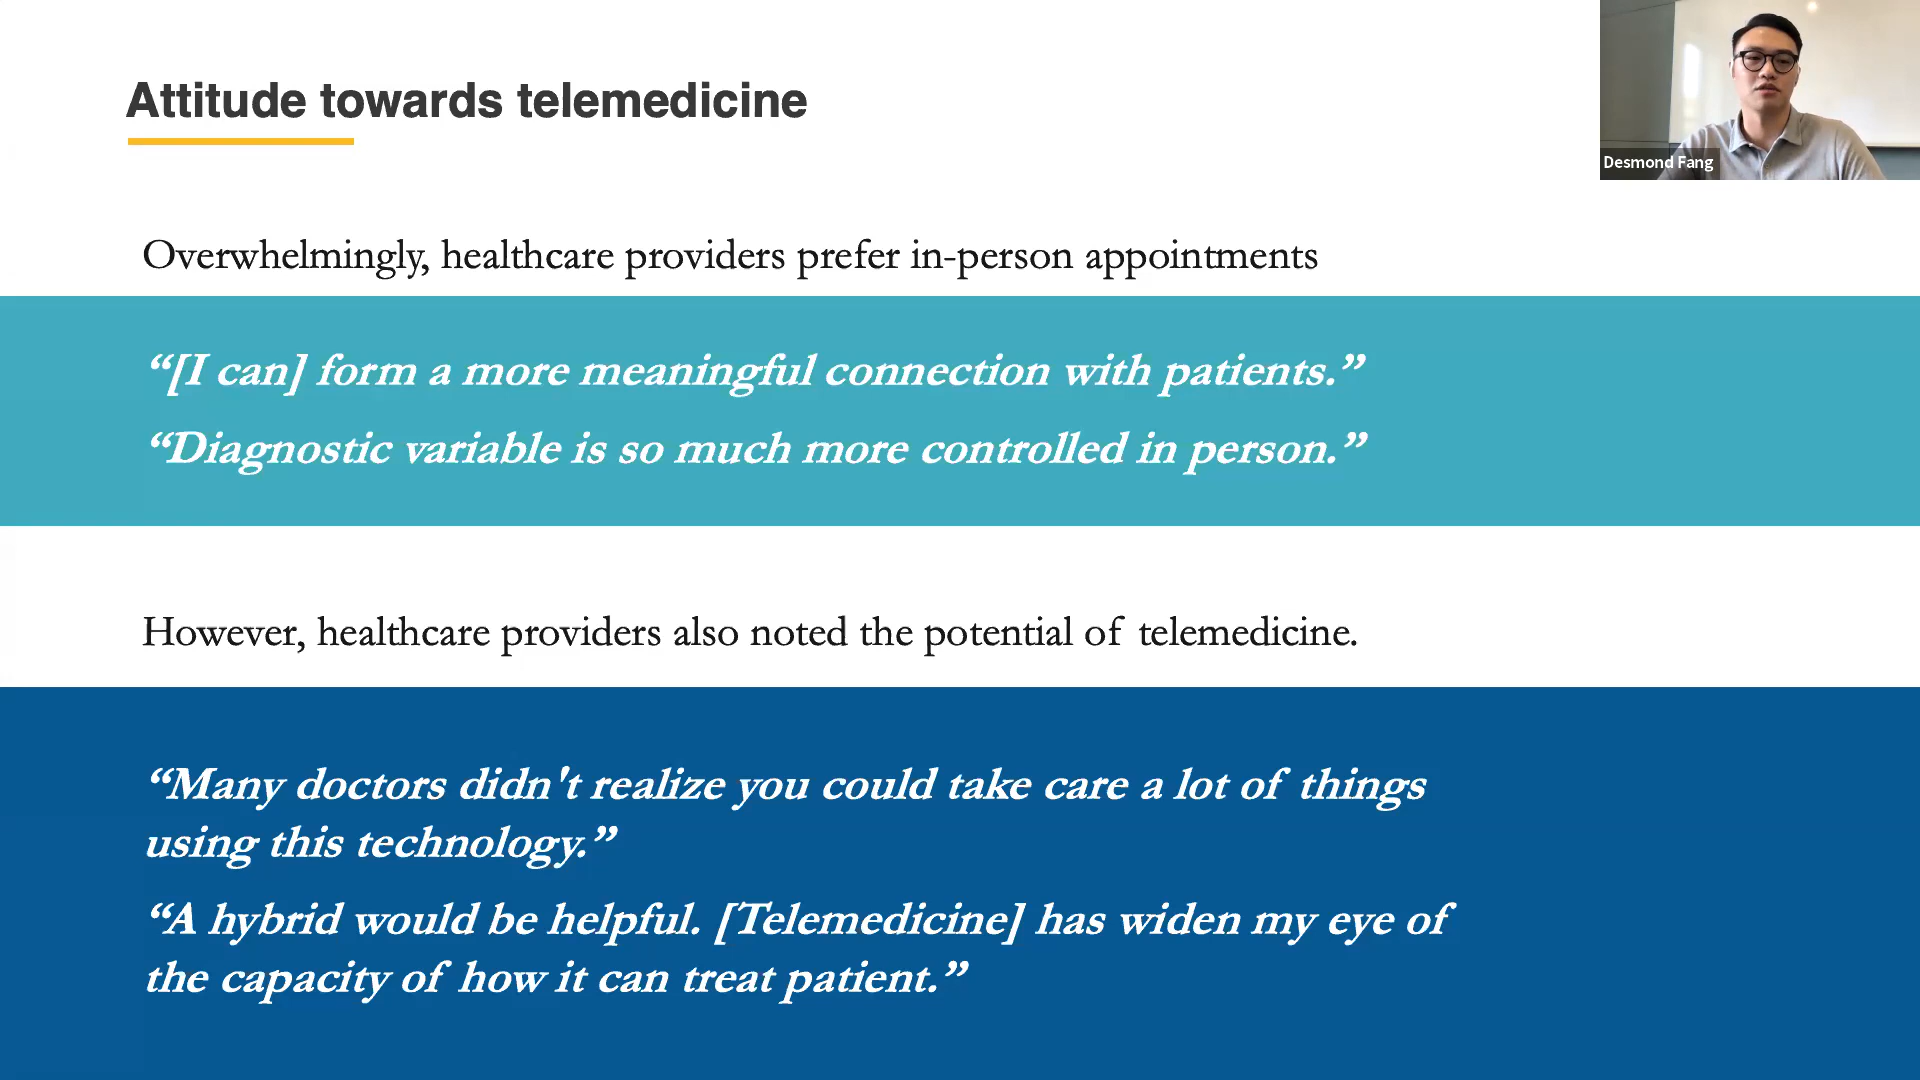 Attitude towards telemedicine
Desmond Fang
Overwhelmingly, healthcare providers prefer in-person appointments
“[I can] form a more meaningful connection with patients.”
“Diagnostic variable is so much more controlled in person.”
However, healthcare providers also noted the potential of telemedicine.
“Many doctors didn't realize you could take care a lot of things
using this technology.”
“A hybrid would be helpful. [Telemedicine] has widen my eye of
the capacity of how it can treat patient.”